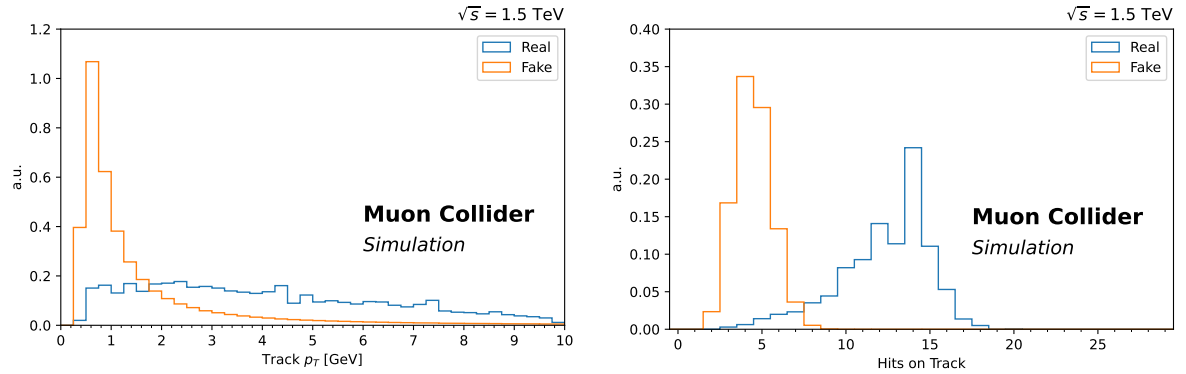 √s = 1.5 TeV
1.2
1.0
0.8
0.6
0.4
0.2
0.0
a.u.
Real
Fake
Muon Collider
Simulation
0 1 2 3 4 5 6 7 8 9 10
Track pT [GeV]
√s = 1.5 TeV
0.40
0.35
0.30
0.25
0.20
0.15
0.10
0.05
0.00
a.u.
Real
Fake
Muon Collider
Simulation
0 5 10 15 20 25
Hits on Track